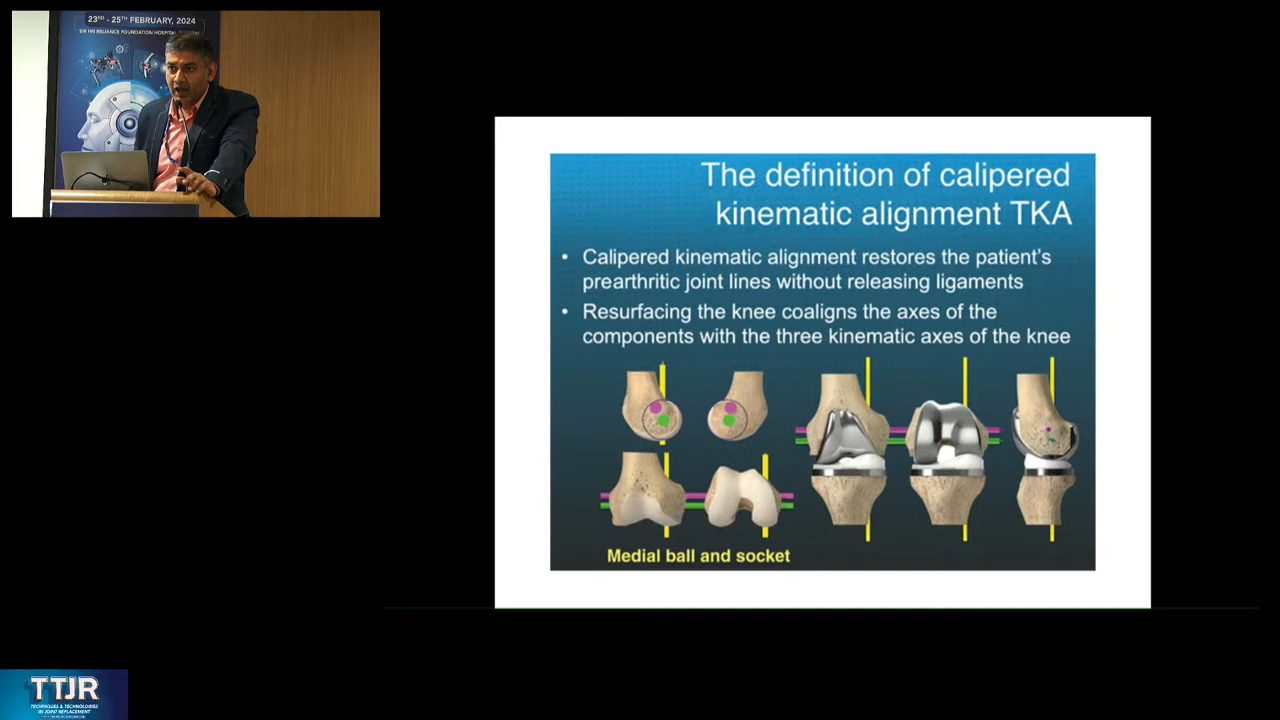 23RD - 25TH FEBRUARY, 2024
SIR HN RELIANCE FOUNDATION HOSPITAL
The definition of calipered
kinematic alignment TKA
• Calipered kinematic alignment restores the patient's
prearthritic joint lines without releasing ligaments
• Resurfacing the knee coaligns the axes of the
components with the three kinematic axes of the knee
Medial ball and socket
TTJR
TECHNIQUES & TECHNOLOGIES
IN JOINT REPLACEMENT